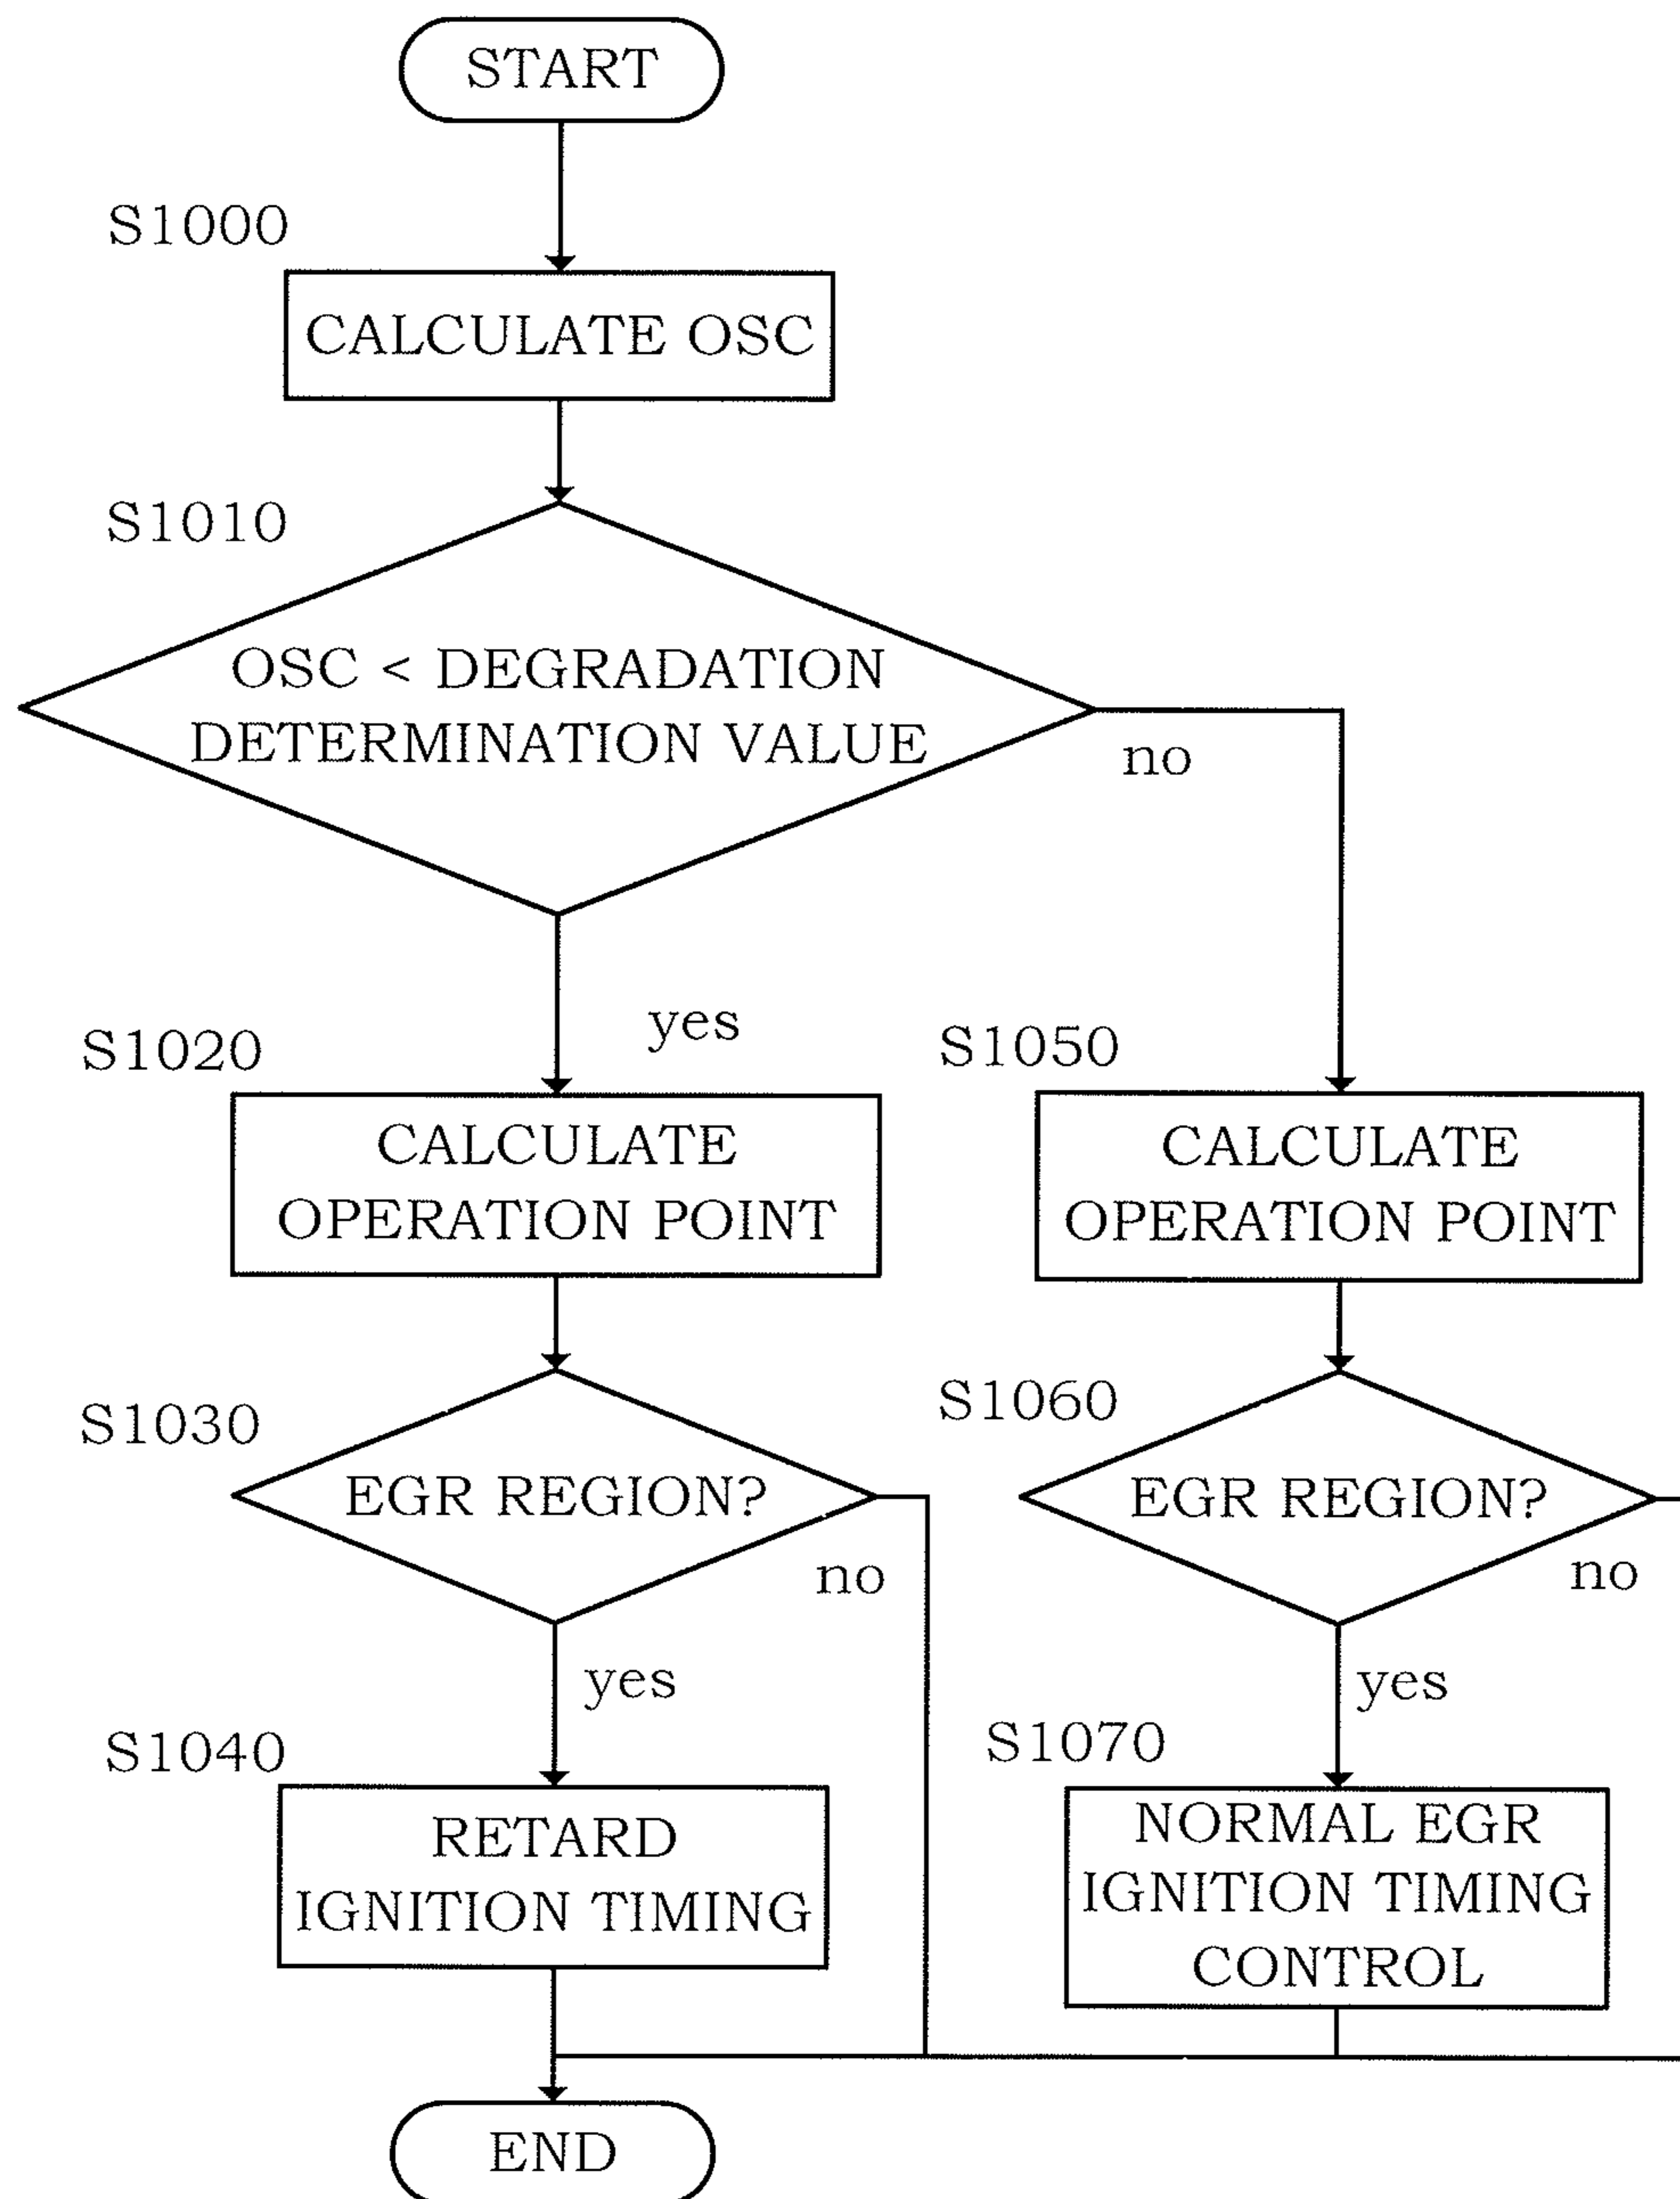 START
S1000
CALCULATE OSC
S1010
OSC < DEGRADATION
DETERMINATION VALUE
no
yes
S1020
CALCULATE
OPERATION POINT
S1050
CALCULATE
OPERATION POINT
S1030
EGR REGION?
no
yes
S1060
EGR REGION?
no
yes
S1040
RETARD
IGNITION TIMING
S1070
NORMAL EGR
IGNITION TIMING
CONTROL
END